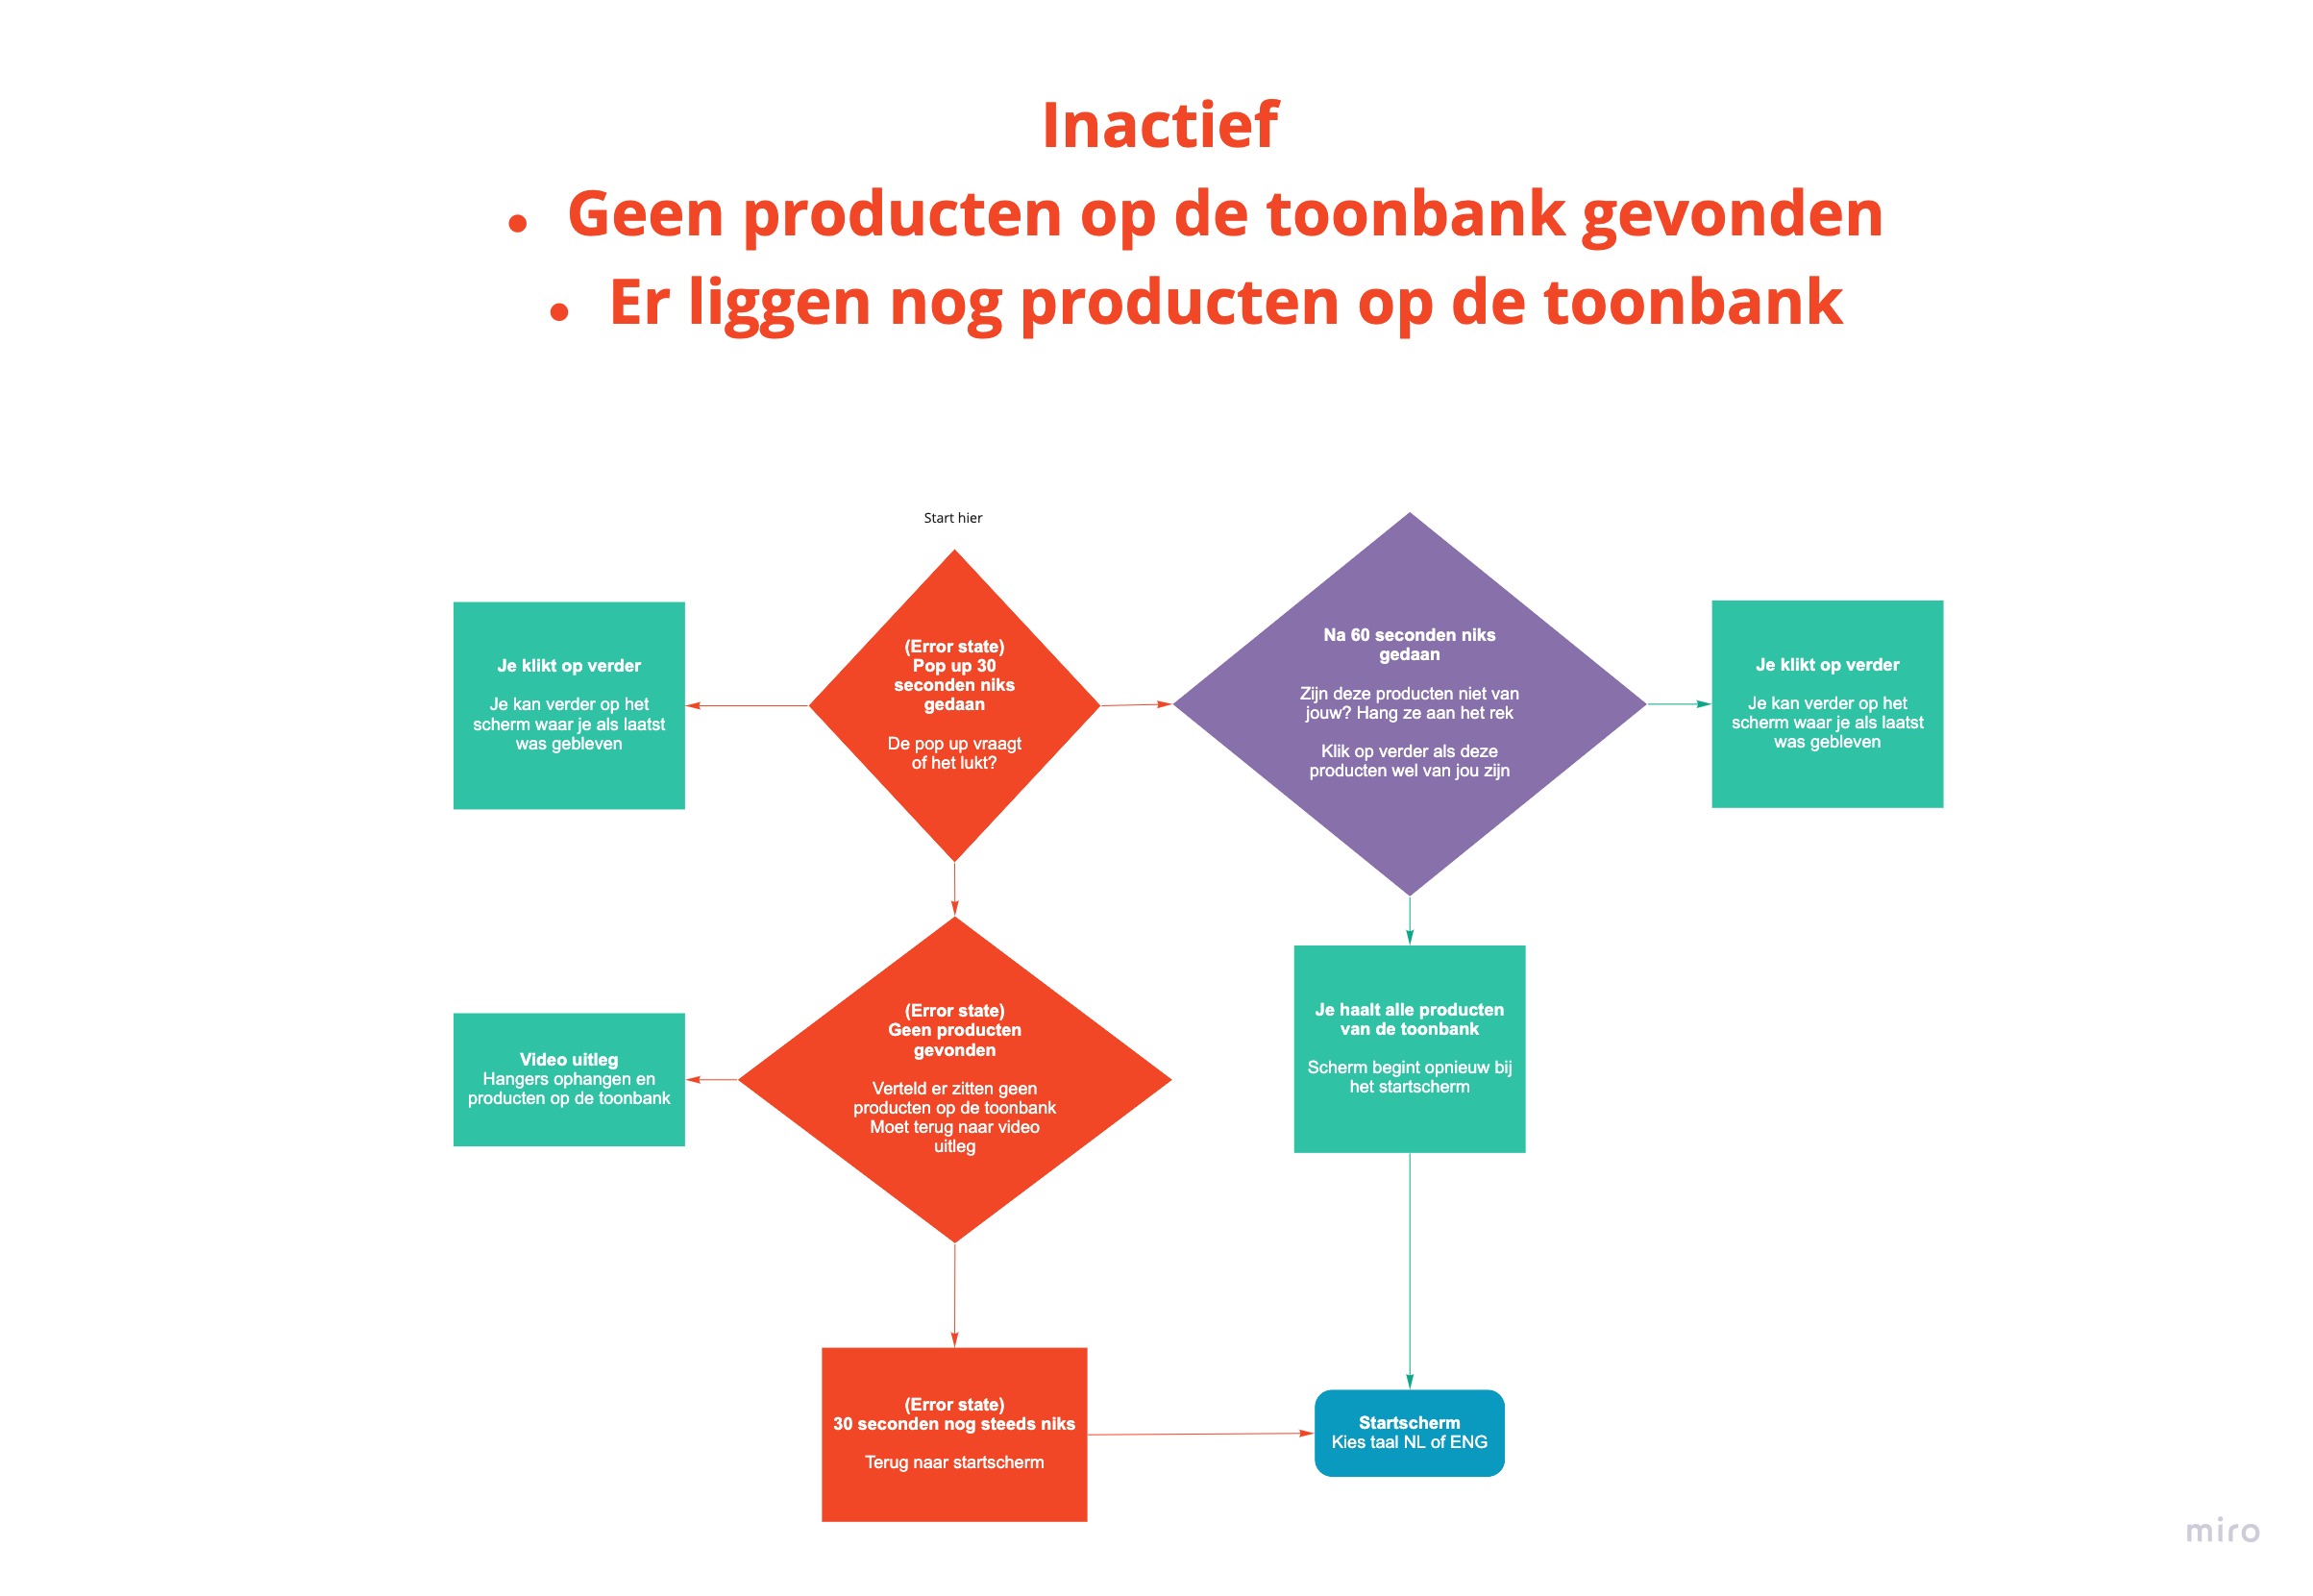 Inactief
• Geen producten op de toonbank gevonden
• Er liggen nog producten op de toonbank
Start hier
Je klikt op verder
Je kan verder op het
scherm waar je als laatst
was gebleven
(Error state)
Pop up 30
seconden niks
gedaan
De pop up vraagt
of het lukt?
Na 60 seconden niks
gedaan
Zijn deze producten niet van
jouw? Hang ze aan het rek
Klik op verder als deze
producten wel van jou zijn
Je klikt op verder
Je kan verder op het
scherm waar je als laatst
was gebleven
Video uitleg
Hangers ophangen en
producten op de toonbank
(Error state)
Geen producten
gevonden
Verteld er zitten geen
producten op de toonbank
Moet terug naar video
uitleg
Je haalt alle producten
van de toonbank
Scherm begint opnieuw bij
het startscherm
(Error state)
30 seconden nog steeds niks
Terug naar startscherm
Startscherm
Kies taal NL of ENG
miro